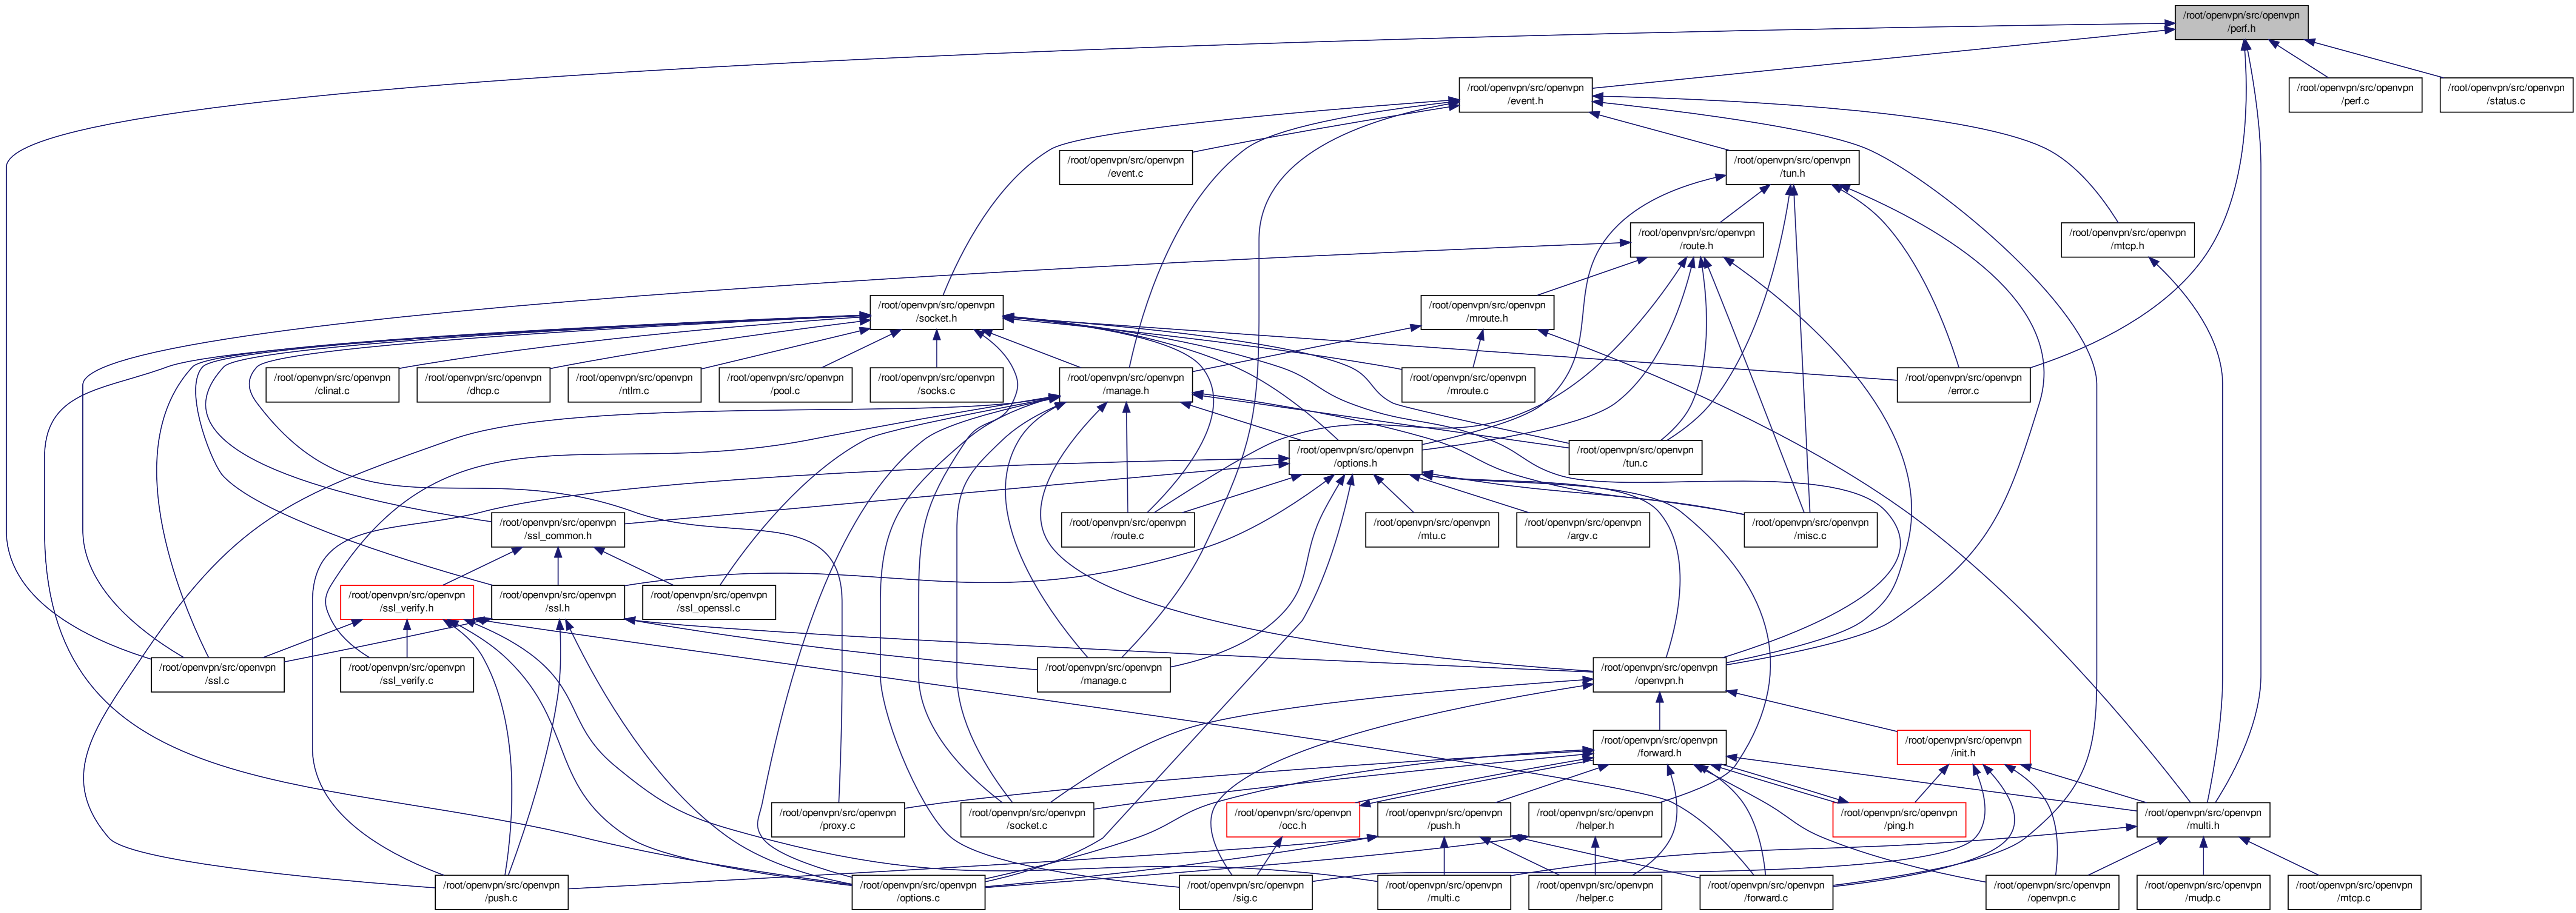 /root/openvpn/src/openvpn
/perf.h
/root/openvpn/src/openvpn
/event.h
/root/openvpn/src/openvpn
/perf.c
/root/openvpn/src/openvpn
/status.c
/root/openvpn/src/openvpn
/event.c
/root/openvpn/src/openvpn
/tun.h
/root/openvpn/src/openvpn
/route.h
/root/openvpn/src/openvpn
/mtcp.h
/root/openvpn/src/openvpn
/socket.h
/root/openvpn/src/openvpn
/mroute.h
/root/openvpn/src/openvpn
/clinat.c
/root/openvpn/src/openvpn
/dhcp.c
/root/openvpn/src/openvpn
/ntlm.c
/root/openvpn/src/openvpn
/pool.c
/root/openvpn/src/openvpn
/socks.c
/root/openvpn/src/openvpn
/manage.h
/root/openvpn/src/openvpn
/mroute.c
/root/openvpn/src/openvpn
/error.c
/root/openvpn/src/openvpn
/options.h
/root/openvpn/src/openvpn
/tun.c
/root/openvpn/src/openvpn
/ssl_common.h
/root/openvpn/src/openvpn
/route.c
/root/openvpn/src/openvpn
/mtu.c
/root/openvpn/src/openvpn
/argv.c
/root/openvpn/src/openvpn
/misc.c
/root/openvpn/src/openvpn
/ssl_verify.h
/root/openvpn/src/openvpn
/ssl.h
/root/openvpn/src/openvpn
/ssl_openssl.c
/root/openvpn/src/openvpn
/ssl.c
/root/openvpn/src/openvpn
/ssl_verify.c
/root/openvpn/src/openvpn
/manage.c
/root/openvpn/src/openvpn
/openvpn.h
/root/openvpn/src/openvpn
/forward.h
/root/openvpn/src/openvpn
/init.h
/root/openvpn/src/openvpn
/proxy.c
/root/openvpn/src/openvpn
/socket.c
/root/openvpn/src/openvpn
/occ.h
/root/openvpn/src/openvpn
/push.h
/root/openvpn/src/openvpn
/helper.h
/root/openvpn/src/openvpn
/ping.h
/root/openvpn/src/openvpn
/multi.h
/root/openvpn/src/openvpn
/push.c
/root/openvpn/src/openvpn
/options.c
/root/openvpn/src/openvpn
/sig.c
/root/openvpn/src/openvpn
/multi.c
/root/openvpn/src/openvpn
/helper.c
/root/openvpn/src/openvpn
/forward.c
/root/openvpn/src/openvpn
/openvpn.c
/root/openvpn/src/openvpn
/mudp.c
/root/openvpn/src/openvpn
/mtcp.c